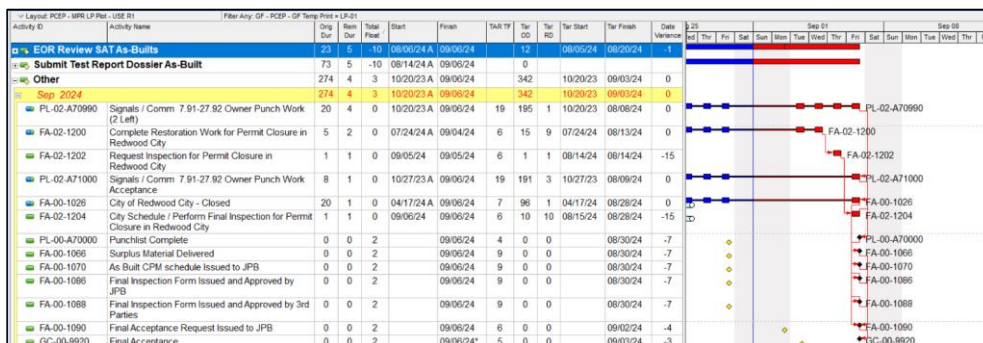 Layout: PCEP - MPR LP Plot - USE R1 Filter Any: GF - PCEP - GF Temp Print x LP-01
Activity ID Activity Name Orig Dur Rem Dur Total Float Start Finish TAR TF Tar OD Tar RD Tar Start Tar Finish Date Variance 25 Sep 01 Sep 08
ed Thr Fri Sat Sun Mon Tue Wed Thr Fri Sat Sun Mon Tue Wed Thr Fri
EOR Review SAT As-Builts 23 5 -10 08/06/24 A 09/06/24 12 08/05/24 08/20/24 -1
Submit Test Report Dossier As-Built 73 5 -10 08/14/24 A 09/06/24 0
Other 274 4 3 10/20/23 A 09/06/24 342 10/20/23 09/03/24 0
Sep 2024 274 4 3 10/20/23 A 09/06/24 342 10/20/23 09/03/24 0
PL-02-A70990 Signals / Comm 7.91-27.92 Owner Punch Work 20 4 0 10/20/23 A 09/06/24 19 195 1 10/20/23 08/08/24 0 PL-02-A70990
(2 Left)
FA-02-1200 Complete Restoration Work for Permit Closure in 5 2 0 07/24/24 A 09/04/24 6 15 9 07/24/24 08/13/24 0 FA-02-1200
Redwood City
FA-02-1202 Request Inspection for Permit Closure in 1 1 0 09/05/24 09/05/24 6 1 1 08/14/24 08/14/24 -15 FA-02-1202
Redwood City
PL-02-A71000 Signals / Comm 7.91-27.92 Owner Punch Work 8 1 0 10/27/23 A 09/06/24 19 191 3 10/27/23 08/09/24 0 PL-02-A71000
Acceptance
FA-00-1026 City of Redwood City - Closed 20 1 0 04/17/24 A 09/06/24 7 96 1 04/17/24 08/28/24 0 FA-00-1026
FA-02-1204 City Schedule / Perform Final Inspection for Permit 1 1 0 09/06/24 09/06/24 6 10 10 08/15/24 08/28/24 -15 FA-02-1204
Closure in Redwood City
PL-00-A70000 Punchlist Complete 0 0 2 09/06/24 4 0 0 08/30/24 -7 PL-00-A70000
FA-00-1066 Surplus Material Delivered 0 0 2 09/06/24 9 0 0 08/30/24 -7 FA-00-1066
FA-00-1070 As Built CPM schedule Issued to JPB 0 0 2 09/06/24 9 0 0 08/30/24 -7 FA-00-1070
FA-00-1086 Final Inspection Form Issued and Approved by 0 0 2 09/06/24 9 0 0 08/30/24 -7 FA-00-1086
JPB
FA-00-1088 Final Inspection Form Issued and Approved by 3rd 0 0 2 09/06/24 9 0 0 08/30/24 -7 FA-00-1088
Parties
FA-00-1090 Final Acceptance Request Issued to JPB 0 0 2 09/06/24 6 0 0 09/02/24 -4 FA-00-1090
GC-00-9920 Final Acceptance 0 0 2 09/06/24* 5 0 0 09/03/24 -3 GC-00-9920